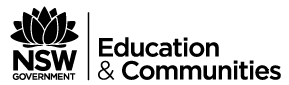 NSW
GOVERNMENT
Education
& Communities